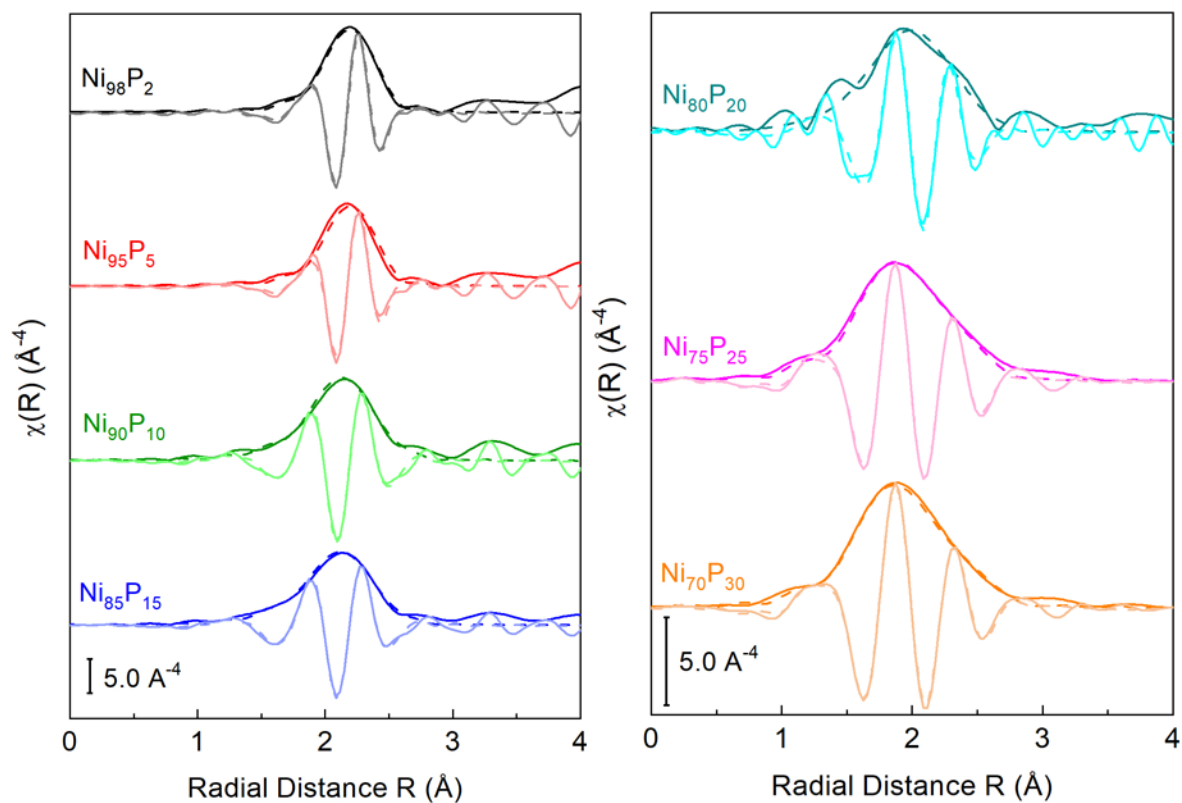 Ni98P2
Ni95P5
Ni90P10
Ni85P15
5.0 A-4
χ(R) (Å-4)
0 1 2 3 4
Radial Distance R (Å)
Ni80P20
Ni75P25
Ni70P30
5.0 A-4
χ(R) (Å-4)
0 1 2 3 4
Radial Distance R (Å)